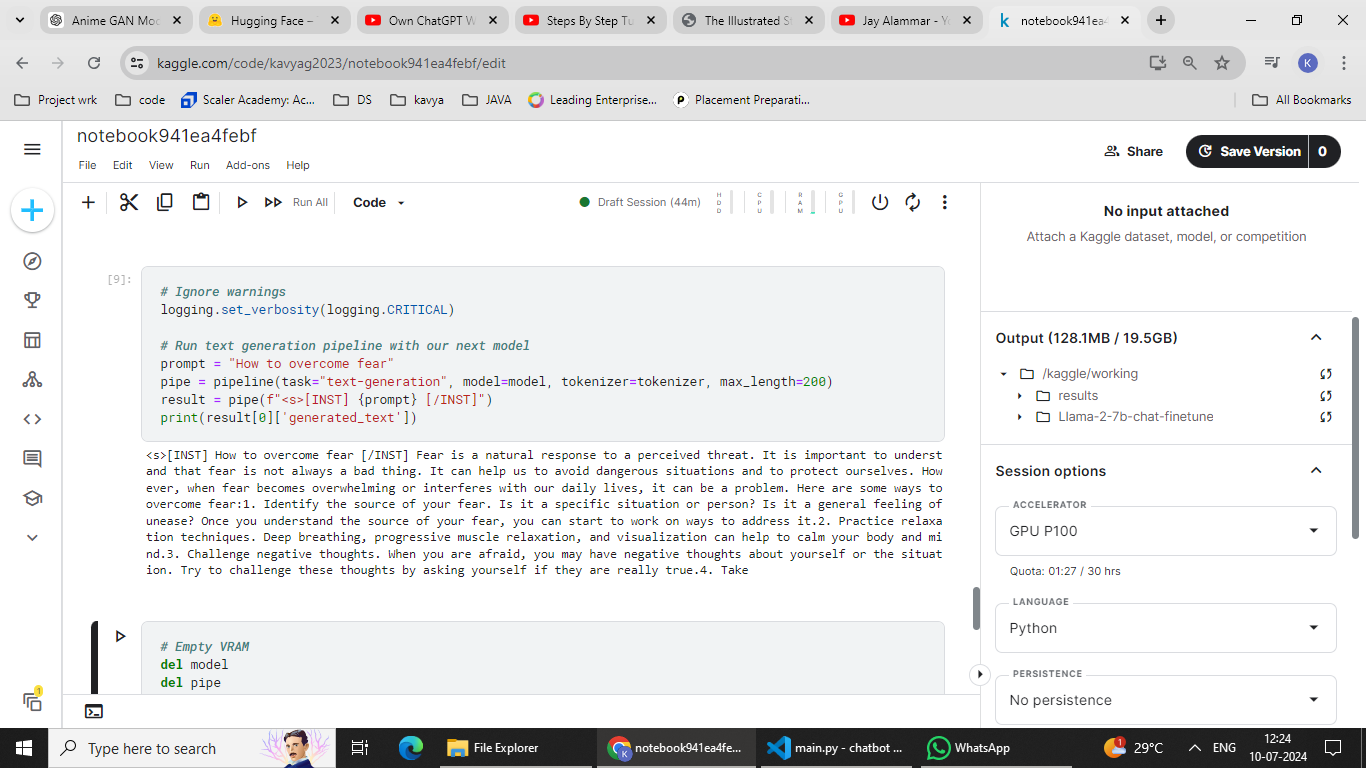 Anime GAN Mod
Hugging Face –
Own ChatGPT W
Steps By Step Tu
The Illustrated St
Jay Alammar - Yo
notebook941ea4
kaggle.com/code/kavyag2023/notebook941ea4febf/edit
K
Project wrk
code
Scaler Academy: Ac...
DS
kavya
JAVA
Leading Enterprise...
Placement Preparati...
All Bookmarks
notebook941ea4febf
File Edit View Run Add-ons Help
Share
Save Version 0
Run All
Code
Draft Session (44m)
HDD
CPU
RAM
GPU
[9]:
# Ignore warnings
logging.set_verbosity(logging.CRITICAL)
# Run text generation pipeline with our next model
prompt = "How to overcome fear"
pipe = pipeline(task="text-generation", model=model, tokenizer=tokenizer, max_length=200)
result = pipe(f"<s>[INST] {prompt} [/INST]")
print(result[0]['generated_text'])
<s>[INST] How to overcome fear [/INST] Fear is a natural response to a perceived threat. It is important to underst
and that fear is not always a bad thing. It can help us to avoid dangerous situations and to protect ourselves. How
ever, when fear becomes overwhelming or interferes with our daily lives, it can be a problem. Here are some ways to
overcome fear:1. Identify the source of your fear. Is it a specific situation or person? Is it a general feeling of
unease? Once you understand the source of your fear, you can start to work on ways to address it.2. Practice relaxa
tion techniques. Deep breathing, progressive muscle relaxation, and visualization can help to calm your body and mi
nd.3. Challenge negative thoughts. When you are afraid, you may have negative thoughts about yourself or the situat
ion. Try to challenge these thoughts by asking yourself if they are really true.4. Take
# Empty VRAM
del model
del pipe
No input attached
Attach a Kaggle dataset, model, or competition
Output (128.1MB / 19.5GB)
/kaggle/working
results
Llama-2-7b-chat-finetune
Session options
ACCELERATOR
GPU P100
Quota: 01:27 / 30 hrs
LANGUAGE
Python
PERSISTENCE
No persistence
1
Type here to search
File Explorer
K
notebook941ea4fe...
main.py - chatbot ...
WhatsApp
1
29°C
ENG
12:24
10-07-2024